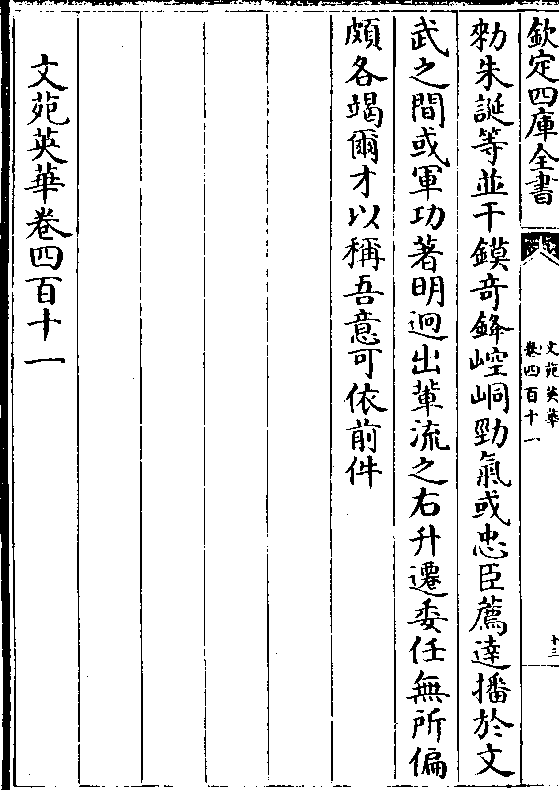 欽定四庫全書
文苑英華
卷四百十一
十三
勑朱誕等並干鏌竒鋒崆峒勁氣或忠臣薦達播於文
武之間或軍功著明迥出輩流之右升遷委任無所偏
頗各竭爾才以稱吾意可依前件
文苑英華卷四百十一